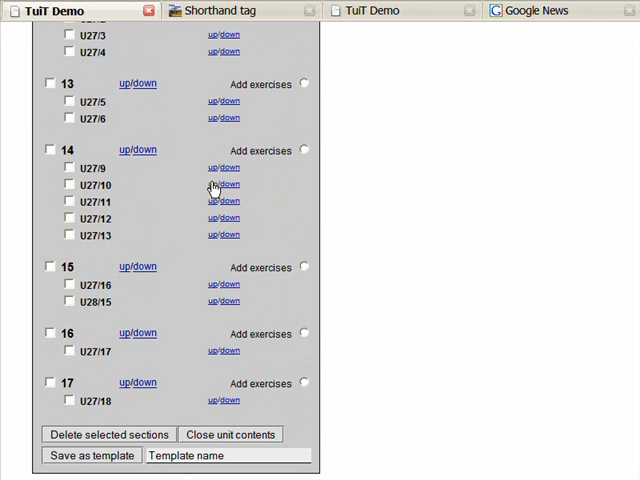 TuiT Demo Shorthand tag TuiT Demo Google News
U27/3 up/down
U27/4 up/down
13 up/down Add exercises
U27/5 up/down
U27/6 up/down
14 up/down Add exercises
U27/9 up/down
U27/10 up/down
U27/11 up/down
U27/12 up/down
U27/13 up/down
15 up/down Add exercises
U27/16 up/down
U28/15 up/down
16 up/down Add exercises
U27/17 up/down
17 up/down Add exercises
U27/18 up/down
Delete selected sections Close unit contents
Save as template Template name